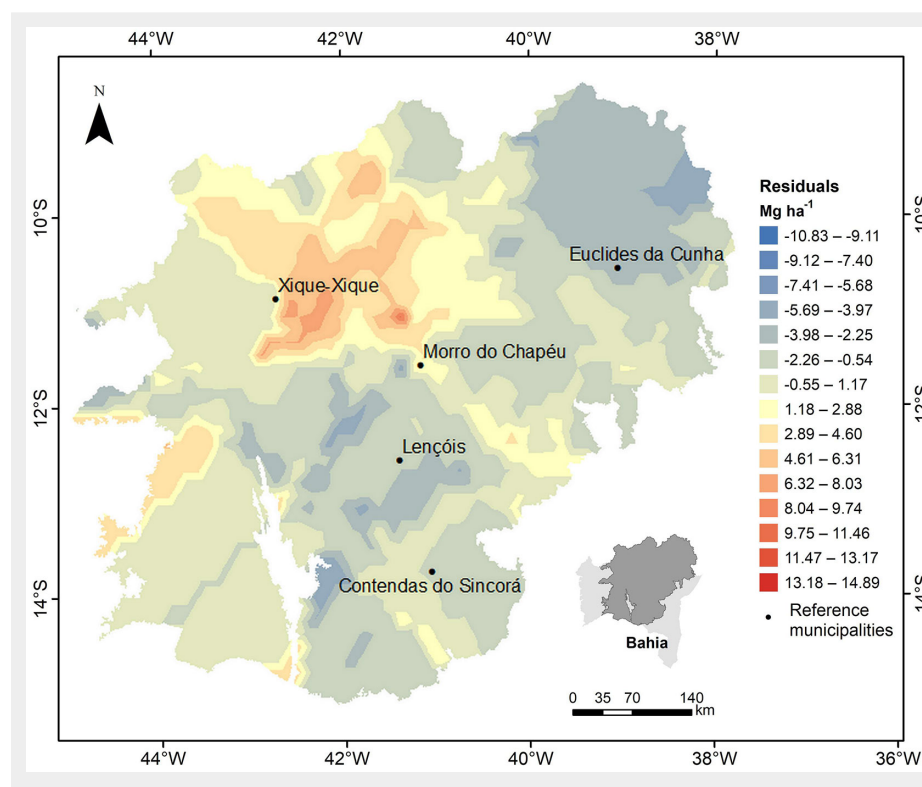 44°W 42°W 40°W 38°W
N
Residuals
Mg ha-1
-10.83 – -9.11
-9.12 – -7.40
-7.41 – -5.68
-5.69 – -3.97
-3.98 – -2.25
-2.26 – -0.54
-0.55 – 1.17
1.18 – 2.88
2.89 – 4.60
4.61 – 6.31
6.32 – 8.03
8.04 – 9.74
9.75 – 11.46
11.47 – 13.17
13.18 – 14.89
Reference
municipalities
10°S
12°S
14°S
Euclides da Cunha
Xique-Xique
Morro do Chapéu
Lençóis
Contendas do Sincorá
Bahia
0 35 70 140
km
44°W 42°W 40°W 38°W 36°W